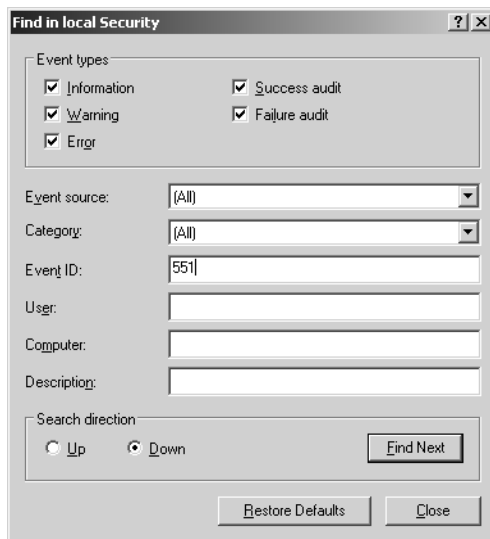 Find in local Security
Event types
Information
Success audit
Warning
Failure audit
Error
Event source: (All)
Category: (All)
Event ID: 551
User:
Computer:
Description:
Search direction
Up Down Find Next
Restore Defaults Close